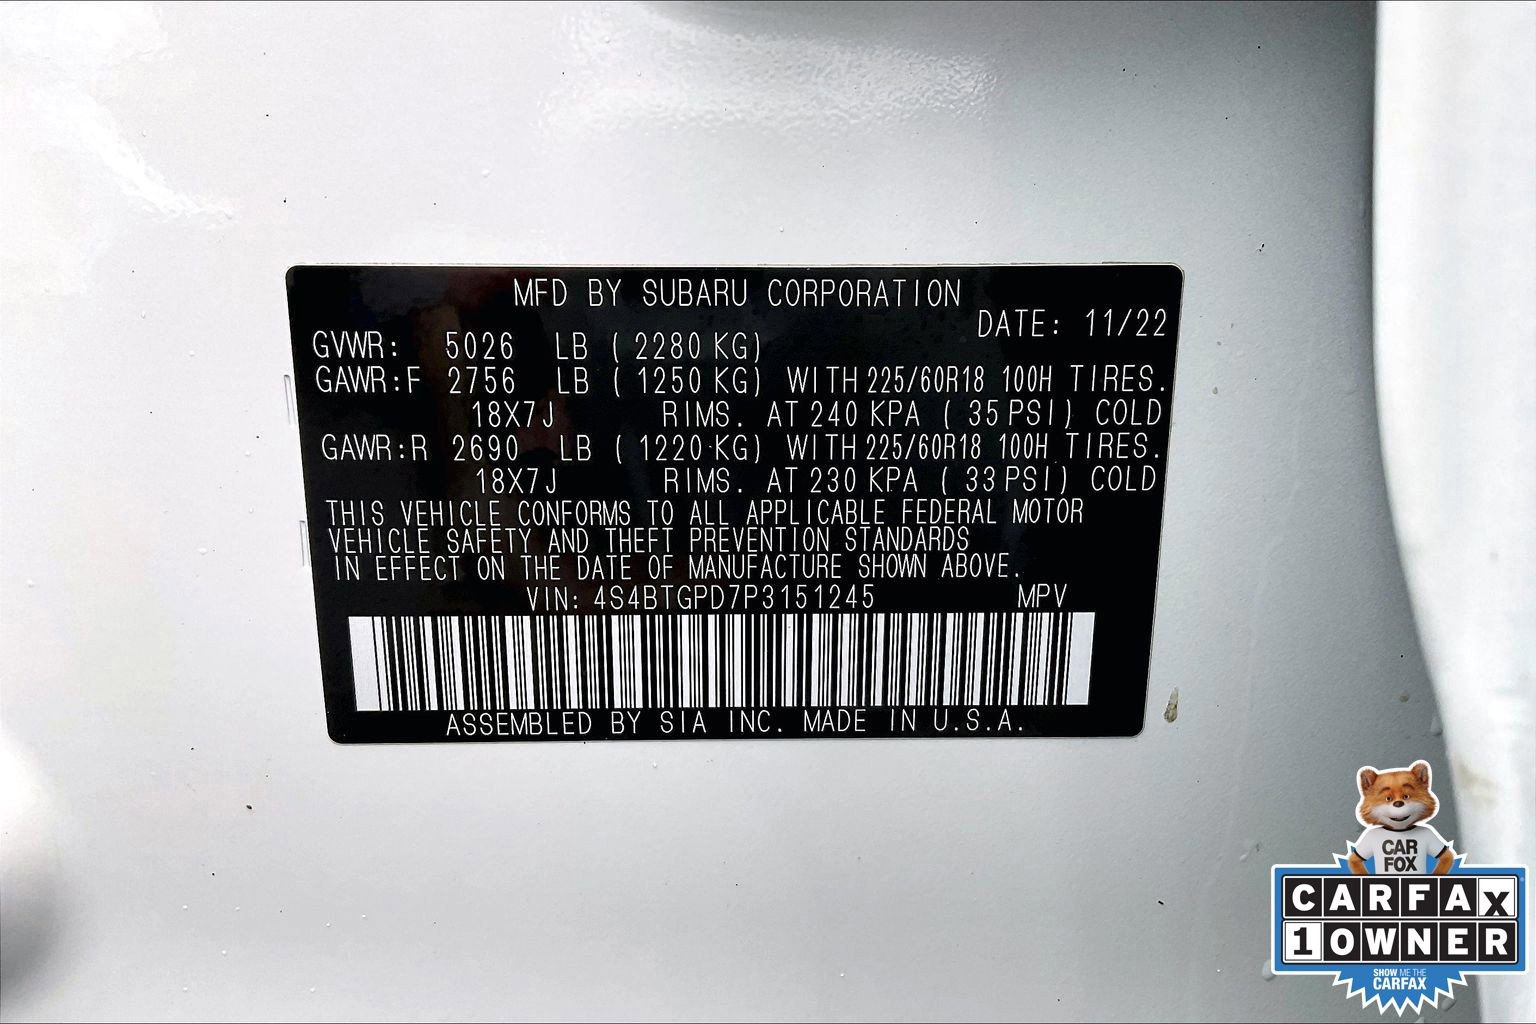 MFD BY SUBARU CORPORATION
DATE: 11/22
GVWR: 5026 LB ( 2280 KG)
GAWR:F 2756 LB ( 1250 KG) WITH 225/60R18 100H TIRES.
18X7J RIMS. AT 240 KPA ( 35 PSI) COLD
GAWR:R 2690 LB ( 1220 KG) WITH 225/60R18 100H TIRES.
18X7J RIMS. AT 230 KPA ( 33 PSI) COLD
THIS VEHICLE CONFORMS TO ALL APPLICABLE FEDERAL MOTOR
VEHICLE SAFETY AND THEFT PREVENTION STANDARDS
IN EFFECT ON THE DATE OF MANUFACTURE SHOWN ABOVE.
VIN: 4S4BTGPD7P3151245 MPV
ASSEMBLED BY SIA INC. MADE IN U.S.A.
CAR
FOX
CARFAX
1 OWNER
SHOW ME THE
CARFAX